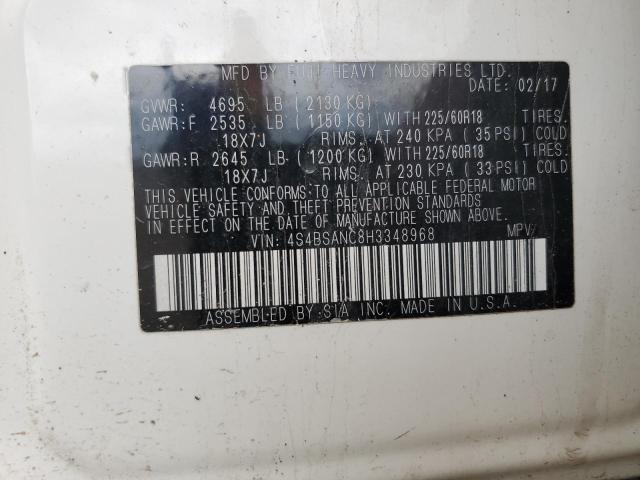 MFD BY FUJI HEAVY INDUSTRIES LTD.
DATE: 02/17
GVWR: 4695 LB (2130 KG)
GAWR:F 2535 LB (1150 KG) WITH 225/60R18 TIRES.
18X7J RIMS. AT 240 KPA (35 PSI) COLD
GAWR:R 2645 LB (1200 KG) WITH 225/60R18 TIRES.
18X7J RIMS. AT 230 KPA (33 PSI) COLD
THIS VEHICLE CONFORMS TO ALL APPLICABLE FEDERAL MOTOR
VEHICLE SAFETY AND THEFT PREVENTION STANDARDS
IN EFFECT ON THE DATE OF MANUFACTURE SHOWN ABOVE.
VIN: 4S4BSANC8H3348968 MPV
ASSEMBLED BY SIA INC. MADE IN U.S.A.